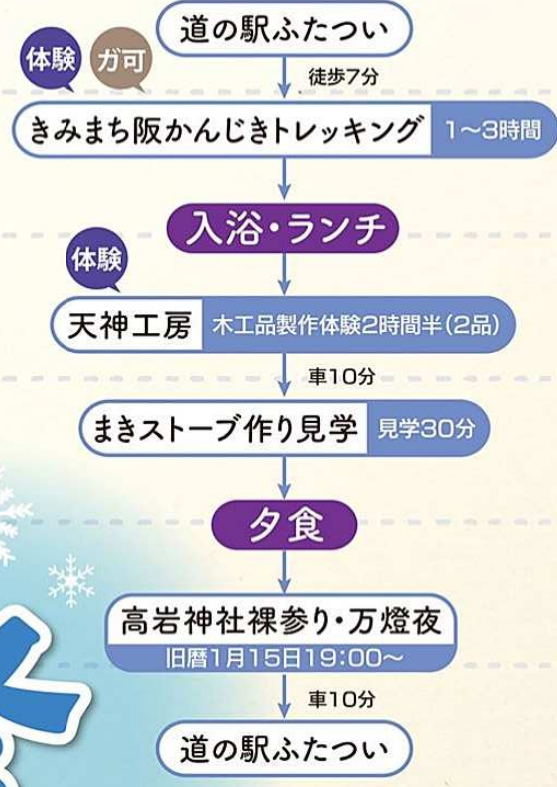 道の駅ふたつい
体験 ガ可
徒歩7分
きみまち阪かんじきトレッキング 1〜3時間
入浴・ランチ
体験
天神工房 木工品製作体験2時間半(2品)
車10分
まきストーブ作り見学 見学30分
夕食
高岩神社裸参り・万燈夜
旧暦1月15日19:00〜
車10分
道の駅ふたつい